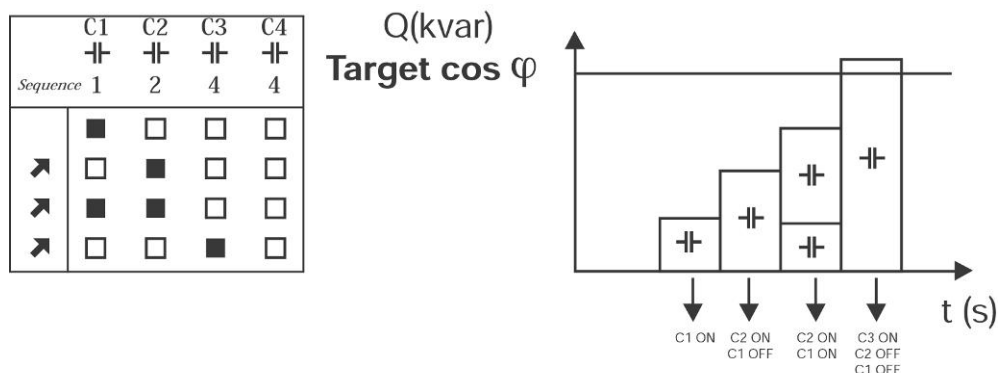 C1 C2 C3 C4
Sequence 1 2 4 4
Q(kvar)
Target cos φ
t (s)
C1 ON
C2 ON
C1 OFF
C2 ON
C1 ON
C3 ON
C2 OFF
C1 OFF